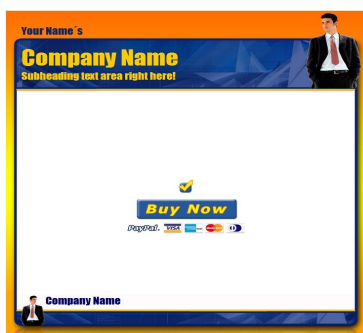 Your Name´s
Company Name
Subheading text area right here!
Buy Now
PayPal. VISA
Company Name